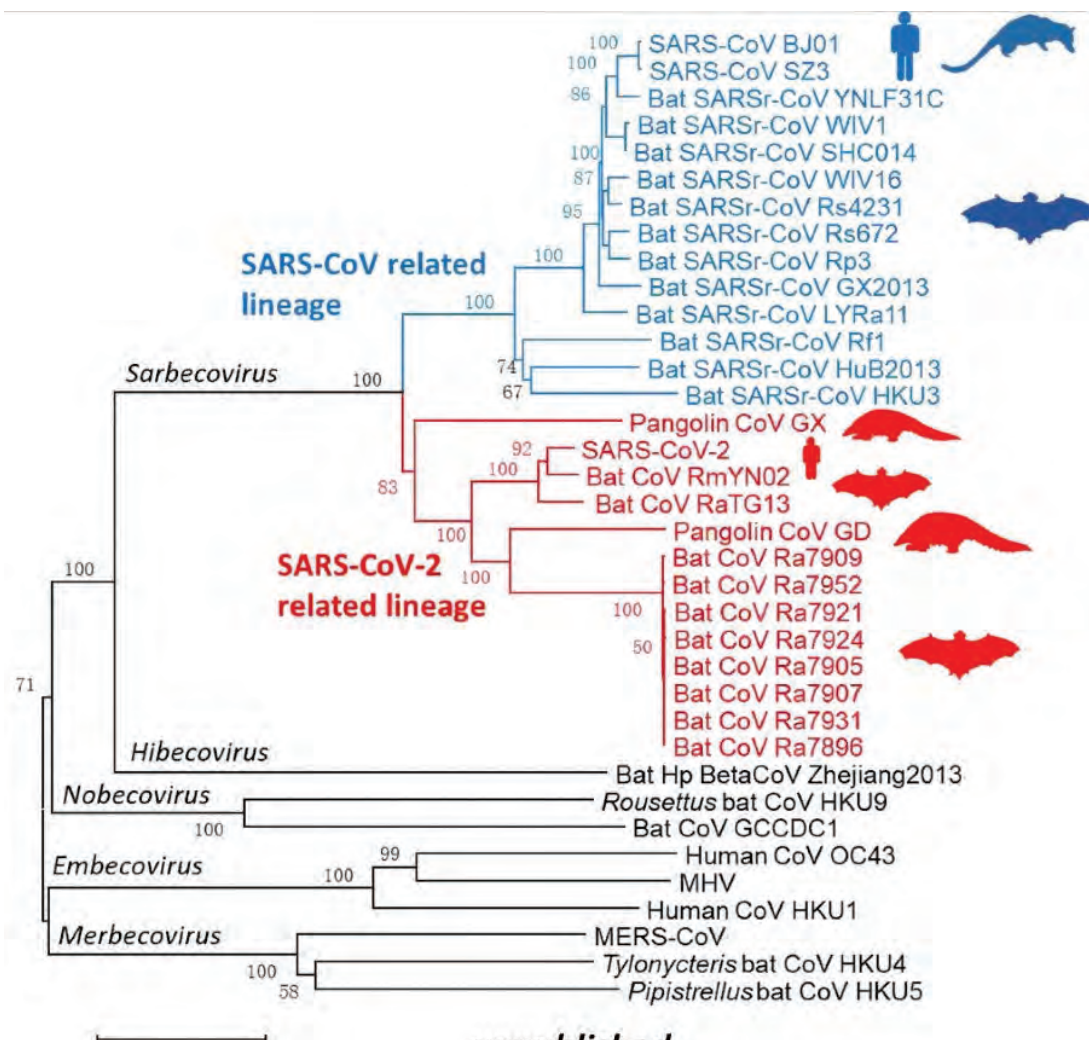 100
SARS-CoV BJ01
100
SARS-CoV SZ3
86
Bat SARSr-CoV YNLF31C
Bat SARSr-CoV WIV1
100
Bat SARSr-CoV SHC014
87
Bat SARSr-CoV WIV16
95
Bat SARSr-CoV Rs4231
Bat SARSr-CoV Rs672
100
Bat SARSr-CoV Rp3
SARS-CoV related
lineage
Bat SARSr-CoV GX2013
100
Bat SARSr-CoV LYRa11
Bat SARSr-CoV Rf1
74
Bat SARSr-CoV HuB2013
Sarbecovirus
100
67
Bat SARSr-CoV HKU3
Pangolin CoV GX
92
SARS-CoV-2
100
Bat CoV RmYN02
83
Bat CoV RaTG13
100
Pangolin CoV GD
SARS-CoV-2
related lineage
100
Bat CoV Ra7909
100
Bat CoV Ra7952
100
Bat CoV Ra7921
Bat CoV Ra7924
50
Bat CoV Ra7905
71
Bat CoV Ra7907
Bat CoV Ra7931
Bat CoV Ra7896
Hibecovirus
Bat Hp BetaCoV Zhejiang2013
Nobecovirus
Rousettus bat CoV HKU9
100
Bat CoV GCCDC1
Embecovirus
99
Human CoV OC43
100
MHV
Human CoV HKU1
Merbecovirus
MERS-CoV
100
Tylonycteris bat CoV HKU4
58
Pipistrellus bat CoV HKU5